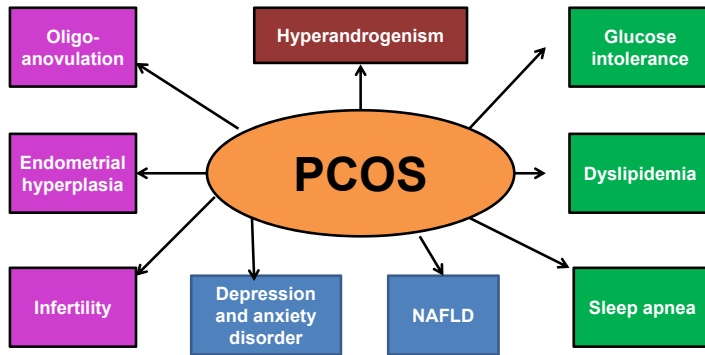 Oligo-
anovulation
Hyperandrogenism
Glucose
intolerance
Endometrial
hyperplasia
PCOS
Dyslipidemia
Infertility
Depression
and anxiety
disorder
NAFLD
Sleep apnea